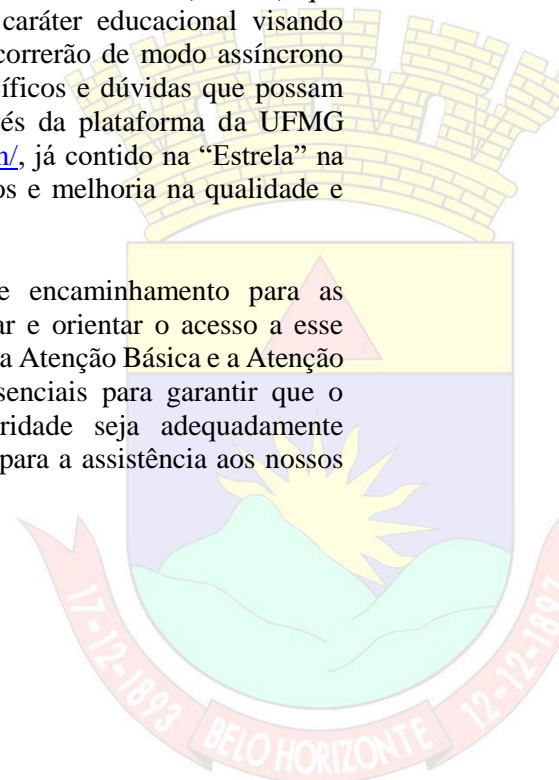 caráter educacional visando
correrão de modo assíncrono
íficos e dúvidas que possam
vés da plataforma da UFMG
n/, já contido na “Estrela” na
os e melhoria na qualidade e
e encaminhamento para as
ar e orientar o acesso a esse
a Atenção Básica e a Atenção
senciais para garantir que o
ridade seja adequadamente
para a assistência aos nossos
17-12-1893 BELO HORIZONTE 12-12-1897